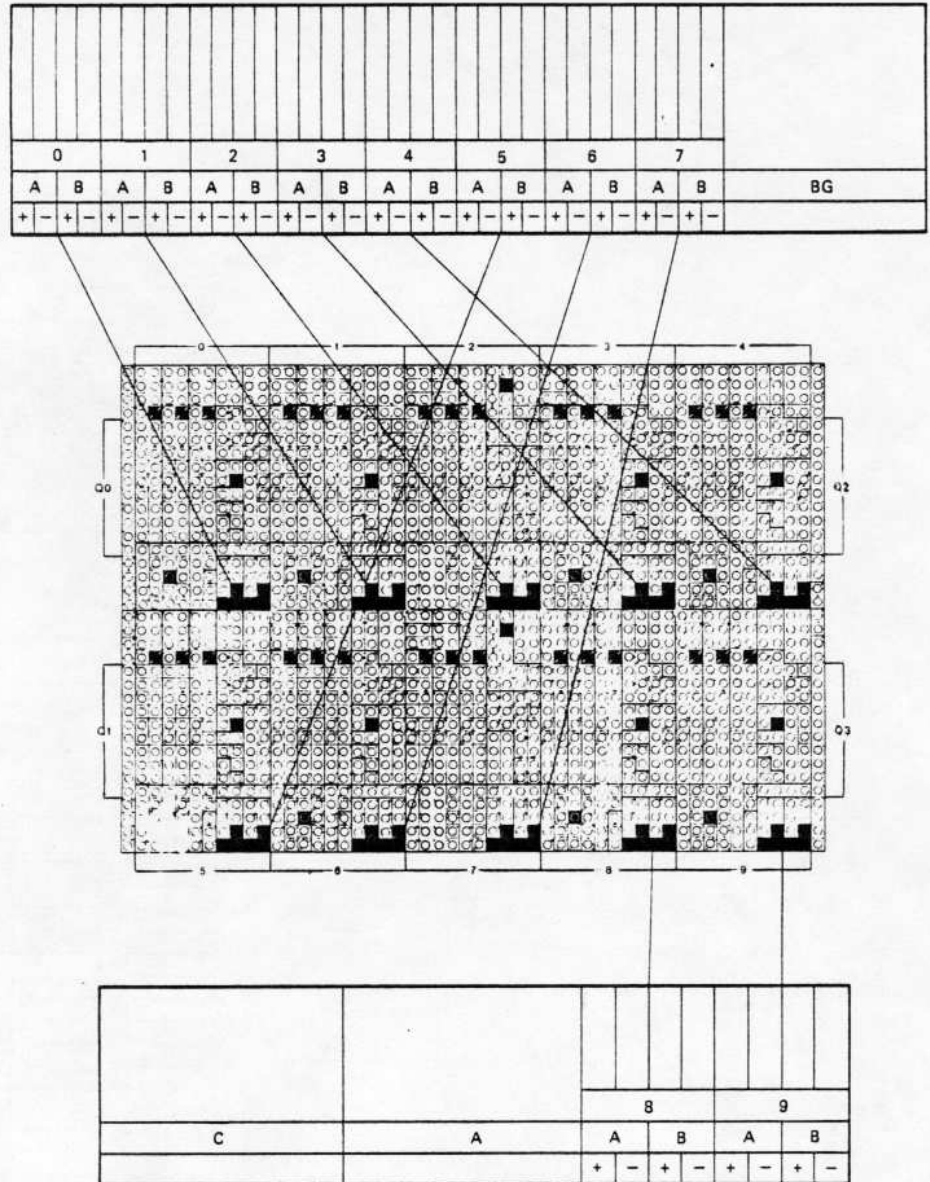 0 1 2 3 4 5 6 7
A B A B A B A B A B A B A B A B BG
+ - + - + - + - + - + - + - + - + - + - + - + - + - + - + - + -
0 1 2 3 4
Q0 Q2
Q1 Q3
5 6 7 8 9
8 9
C A A B A B
+ - + - + - + -